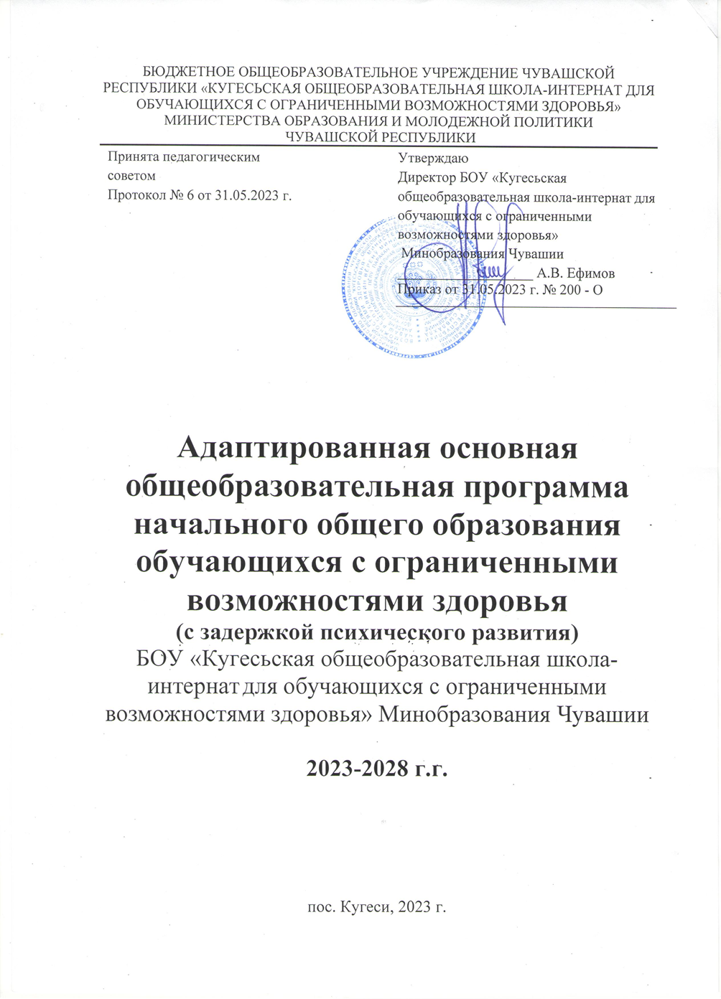 БЮДЖЕТНОЕ ОБЩЕОБРАЗОВАТЕЛЬНОЕ УЧРЕЖДЕНИЕ ЧУВАШСКОЙ
РЕСПУБЛИКИ «КУГЕСЬСКАЯ ОБЩЕОБРАЗОВАТЕЛЬНАЯ ШКОЛА-ИНТЕРНАТ ДЛЯ
ОБУЧАЮЩИХСЯ С ОГРАНИЧЕННЫМИ ВОЗМОЖНОСТЯМИ ЗДОРОВЬЯ»
МИНИСТЕРСТВА ОБРАЗОВАНИЯ И МОЛОДЕЖНОЙ ПОЛИТИКИ
ЧУВАШСКОЙ РЕСПУБЛИКИ
Принята педагогическим
советом
Протокол № 6 от 31.05.2023 г.
Утверждаю
Директор БОУ «Кугесьская
общеобразовательная школа-интернат для
обучающихся с ограниченными
возможностями здоровья»
Минобразования Чувашии
А.В. Ефимов
Приказ от 31.05.2023 г. № 200 - О
Адаптированная основная
общеобразовательная программа
начального общего образования
обучающихся с ограниченными
возможностями здоровья
(с задержкой психического развития)
БОУ «Кугесьская общеобразовательная школа-
интернат для обучающихся с ограниченными
возможностями здоровья» Минобразования Чувашии
2023-2028 г.г.
пос. Кугеси, 2023 г.